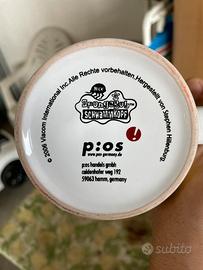 © 2006 Viacom International Inc. Alle Rechte vorbehalten. Hergestellt von Stephen Hillenburg.
SpongeBob
SCHWAMMKOPF
p:os
www.pos-germany.de
p:os handels gmbh
caldenhofer weg 192
59063 hamm, germany
subito